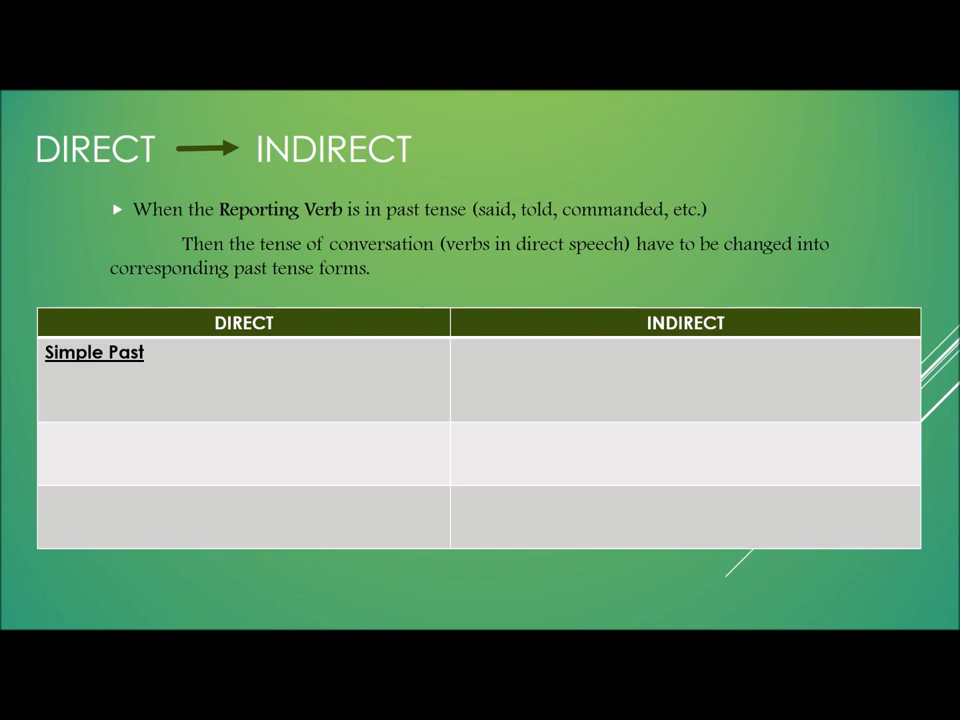 DIRECT INDIRECT
When the Reporting Verb is in past tense (said, told, commanded, etc.)
Then the tense of conversation (verbs in direct speech) have to be changed into
corresponding past tense forms.
DIRECT INDIRECT
Simple Past